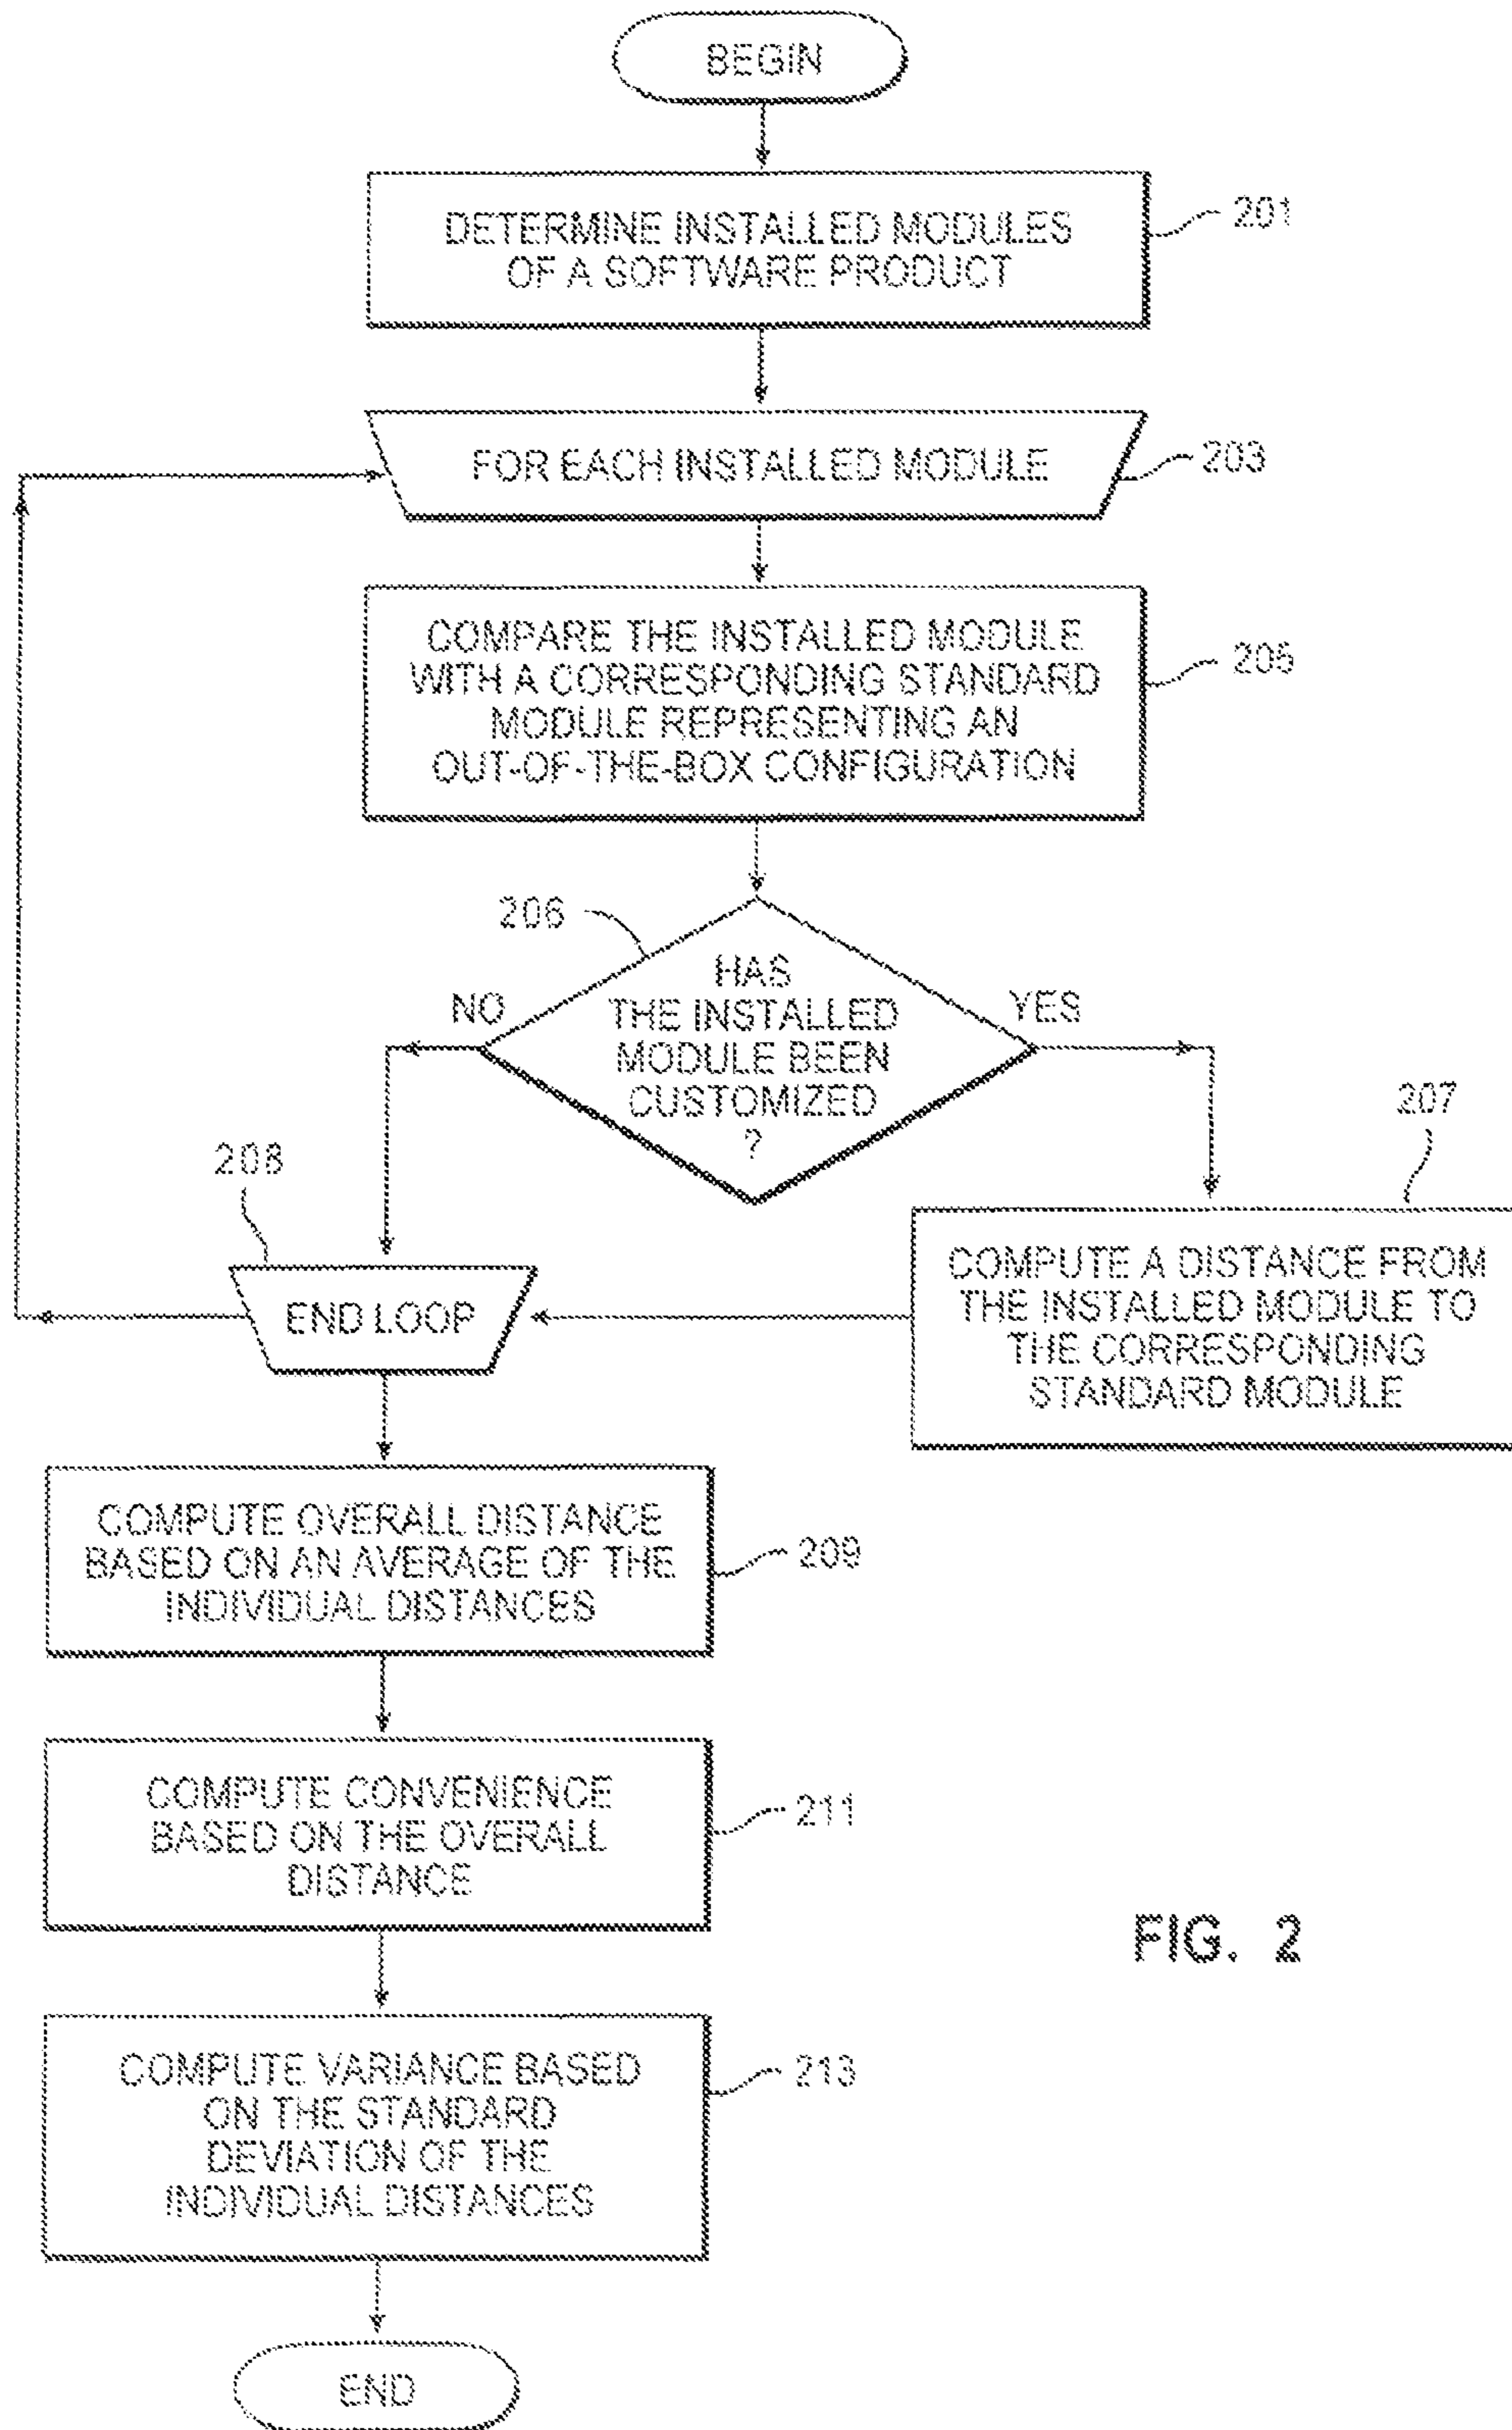 BEGIN
DETERMINE INSTALLED MODULES
OF A SOFTWARE PRODUCT
201
FOR EACH INSTALLED MODULE
203
COMPARE THE INSTALLED MODULE
WITH A CORRESPONDING STANDARD
MODULE REPRESENTING AN
OUT-OF-THE-BOX CONFIGURATION
205
206
HAS
THE INSTALLED
MODULE BEEN
CUSTOMIZED
?
NO
YES
207
208
COMPUTE A DISTANCE FROM
THE INSTALLED MODULE TO
THE CORRESPONDING
STANDARD MODULE
END LOOP
COMPUTE OVERALL DISTANCE
BASED ON AN AVERAGE OF THE
INDIVIDUAL DISTANCES
209
COMPUTE CONVENIENCE
BASED ON THE OVERALL
DISTANCE
211
FIG. 2
COMPUTE VARIANCE BASED
ON THE STANDARD
DEVIATION OF THE
INDIVIDUAL DISTANCES
213
END